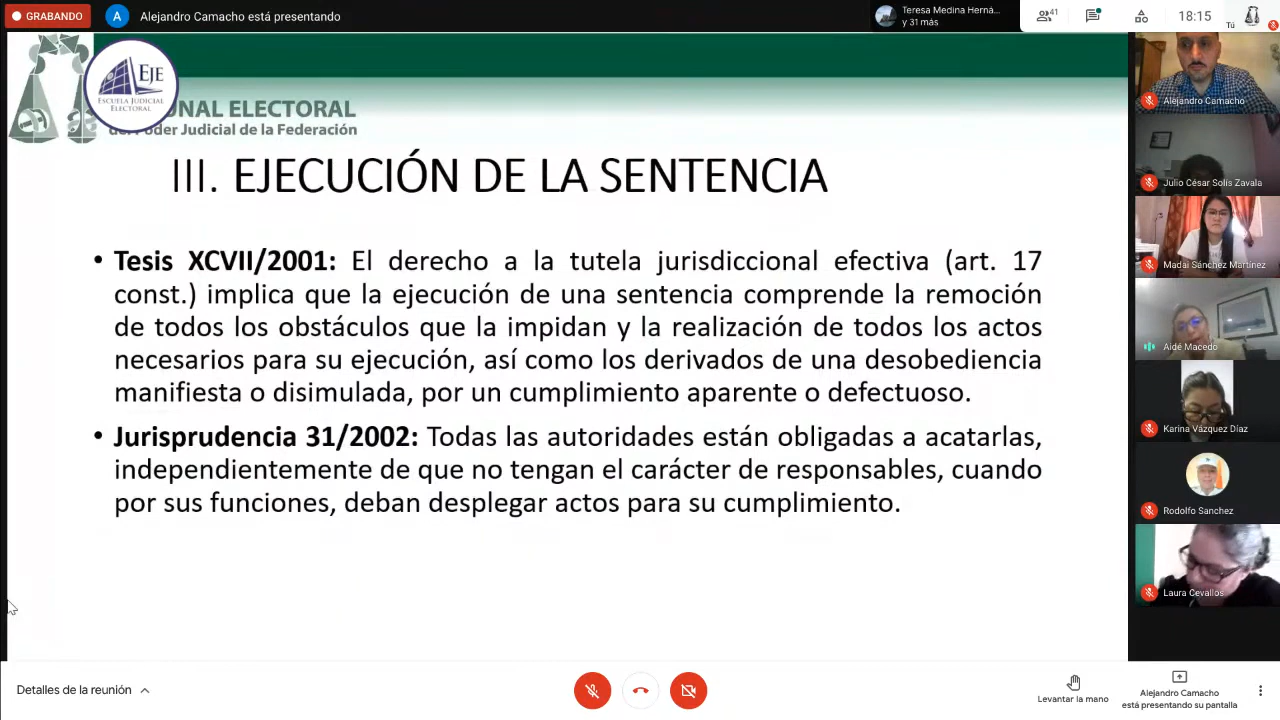 GRABANDO
A
Alejandro Camacho está presentando
Teresa Medina Herná...
y 31 más
41
18:15
Tú
EJE
ESCUELA JUDICIAL
ELECTORAL
ONAL ELECTORAL
del Poder Judicial de la Federación
III. EJECUCIÓN DE LA SENTENCIA
• Tesis XCVII/2001: El derecho a la tutela jurisdiccional efectiva (art. 17
const.) implica que la ejecución de una sentencia comprende la remoción
de todos los obstáculos que la impidan y la realización de todos los actos
necesarios para su ejecución, así como los derivados de una desobediencia
manifiesta o disimulada, por un cumplimiento aparente o defectuoso.
• Jurisprudencia 31/2002: Todas las autoridades están obligadas a acatarlas,
independientemente de que no tengan el carácter de responsables, cuando
por sus funciones, deban desplegar actos para su cumplimiento.
Alejandro Camacho
Julio César Solís Zavala
Madai Sánchez Martínez
Aidé Macedo
Karina Vázquez Díaz
Rodolfo Sanchez
Laura Cevallos
Detalles de la reunión
Levantar la mano
Alejandro Camacho
está presentando su pantalla